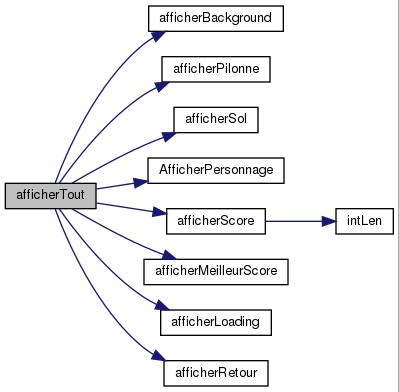 afficherBackground
afficherPilonne
afficherSol
AfficherPersonnage
afficherTout
afficherScore
intLen
afficherMeilleurScore
afficherLoading
afficherRetour